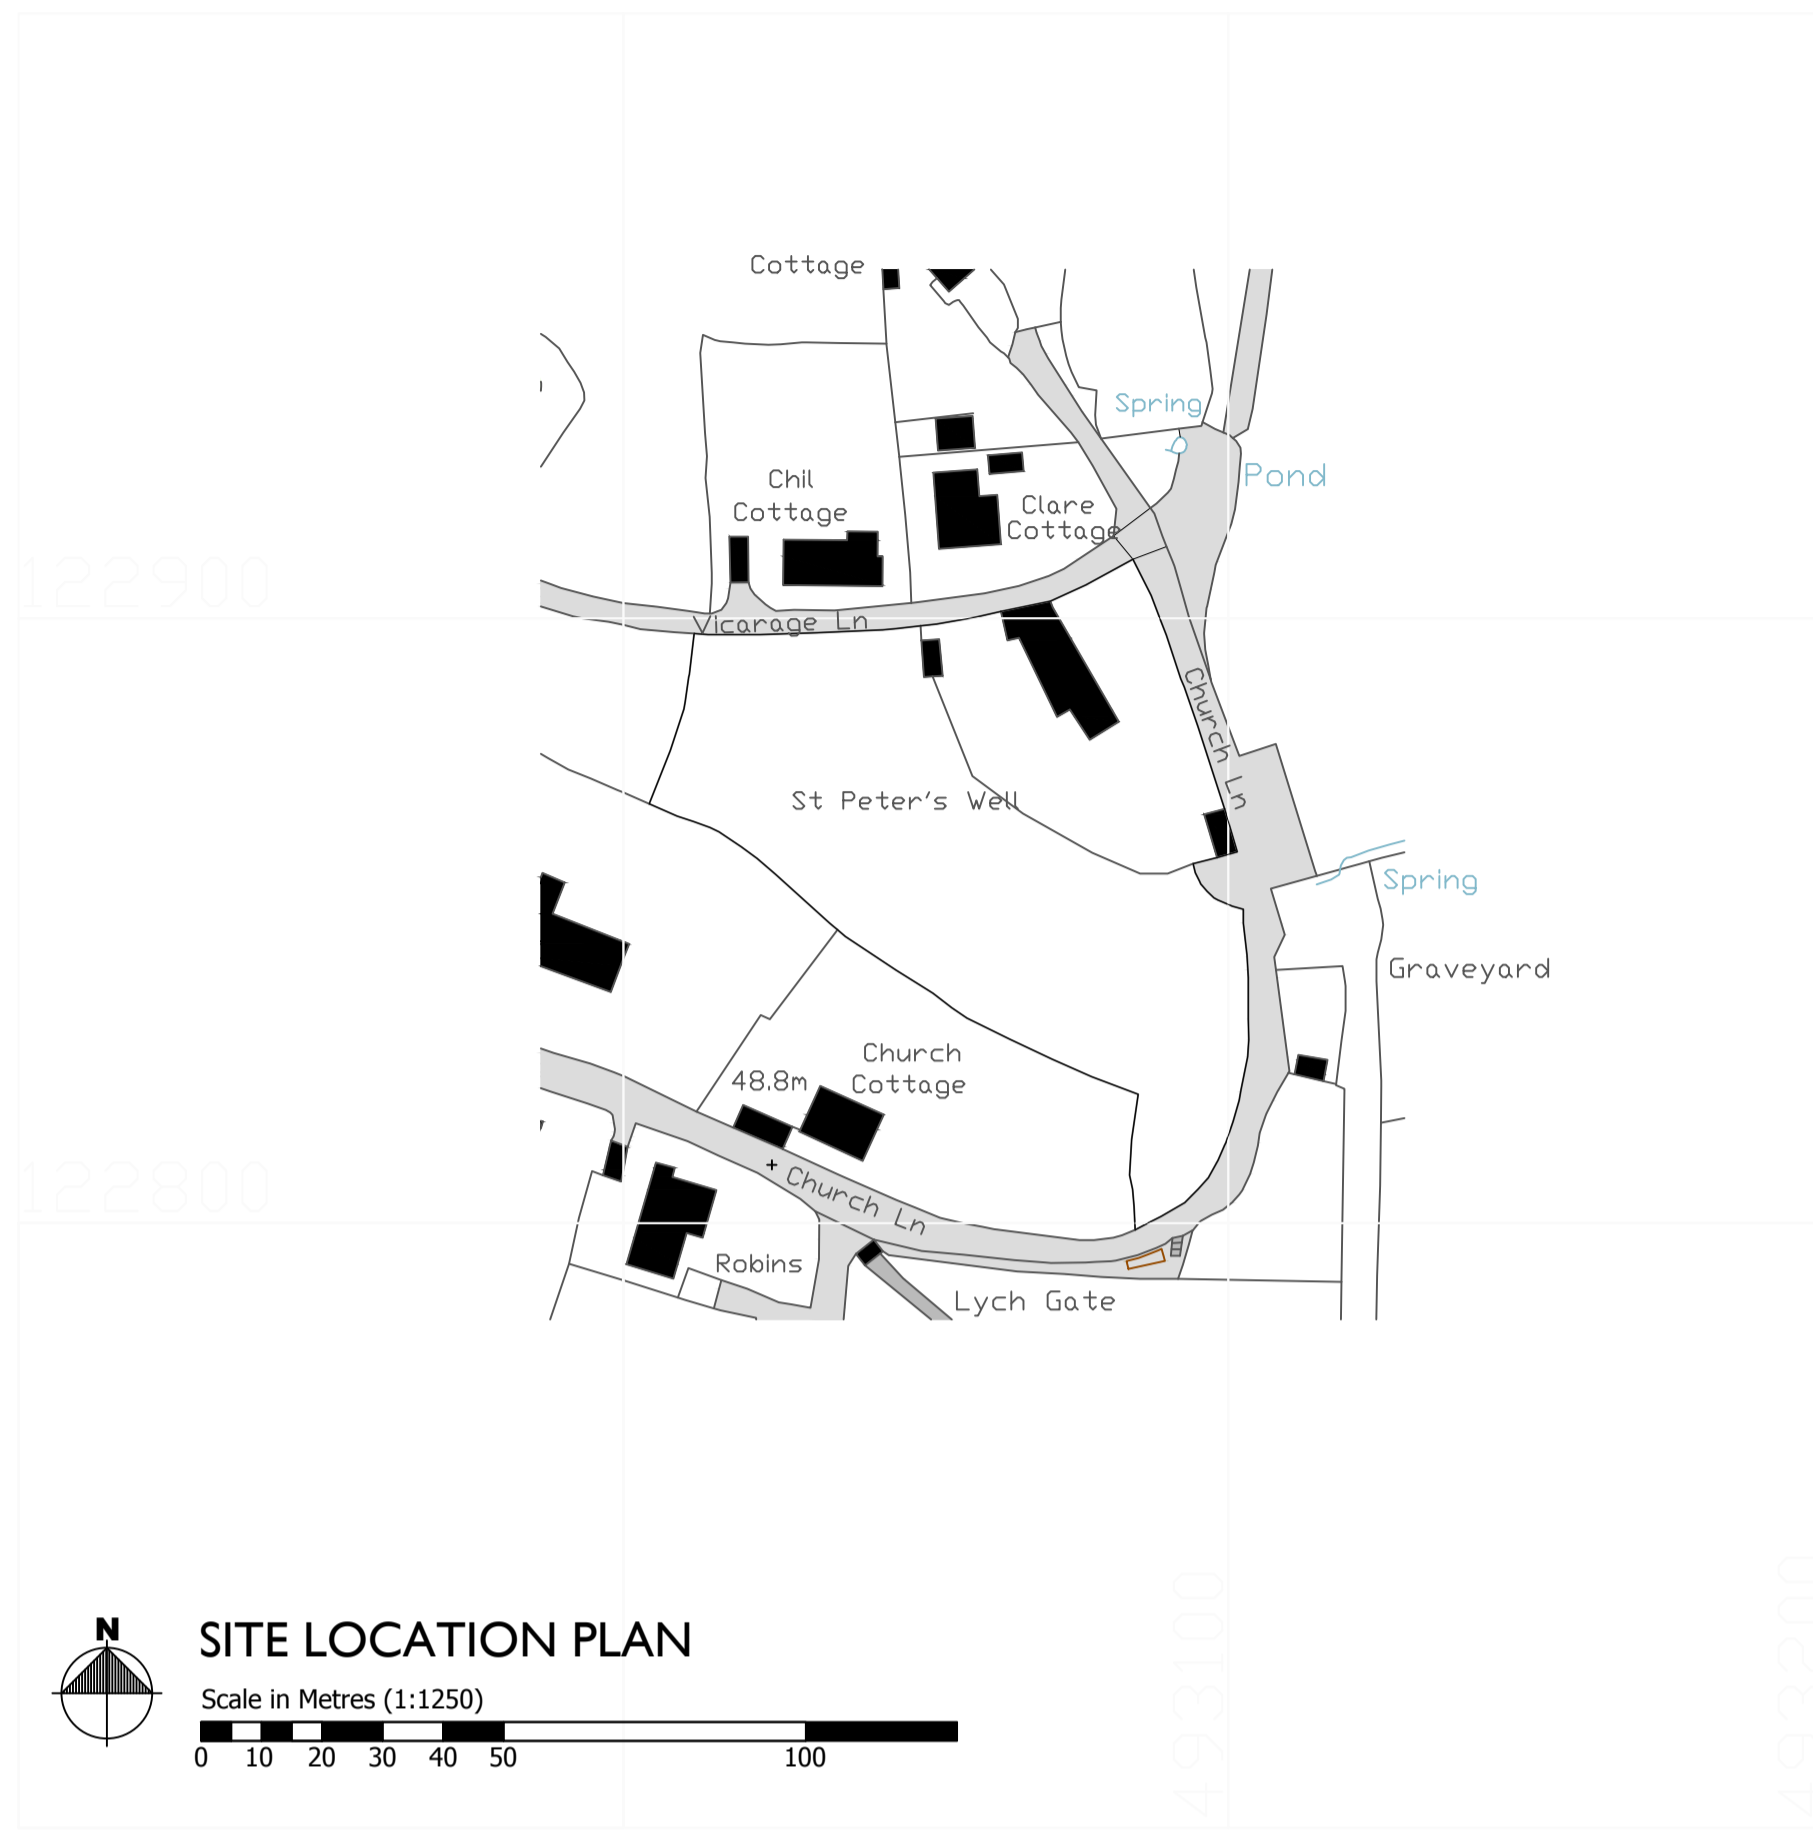 Cottage
Spring
Pond
Chil
Cottage
Clare
Cottage
122900
Vicarage Ln
Church Ln
St Peter's Well
Spring
Graveyard
Church
Cottage
48.8m
Church Ln
122800
Robins
Lych Gate
493100
493200
N
SITE LOCATION PLAN
Scale in Metres (1:1250)
0 10 20 30 40 50 100